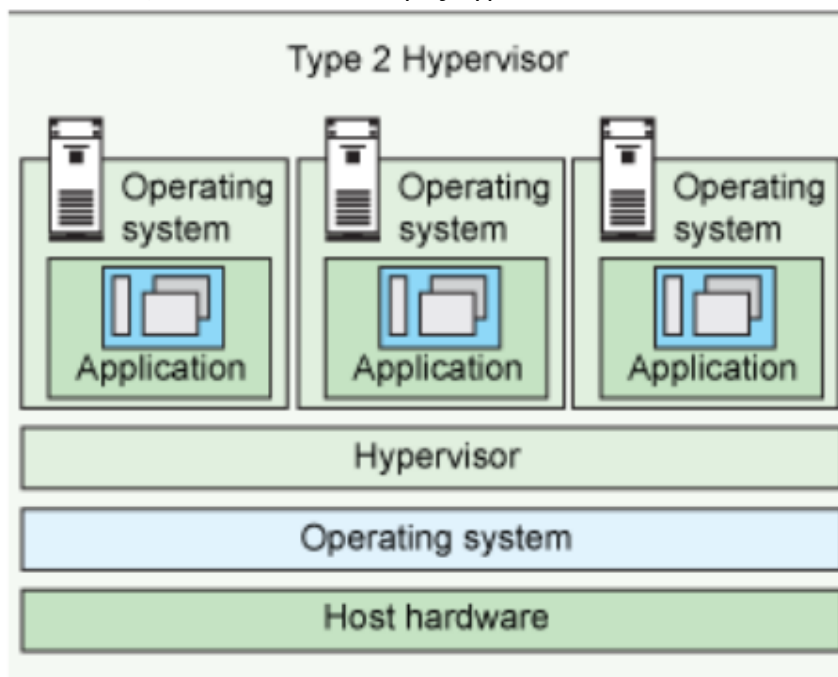 Type 2 Hypervisor
Operating
system
Application
Operating
system
Application
Operating
system
Application
Hypervisor
Operating system
Host hardware